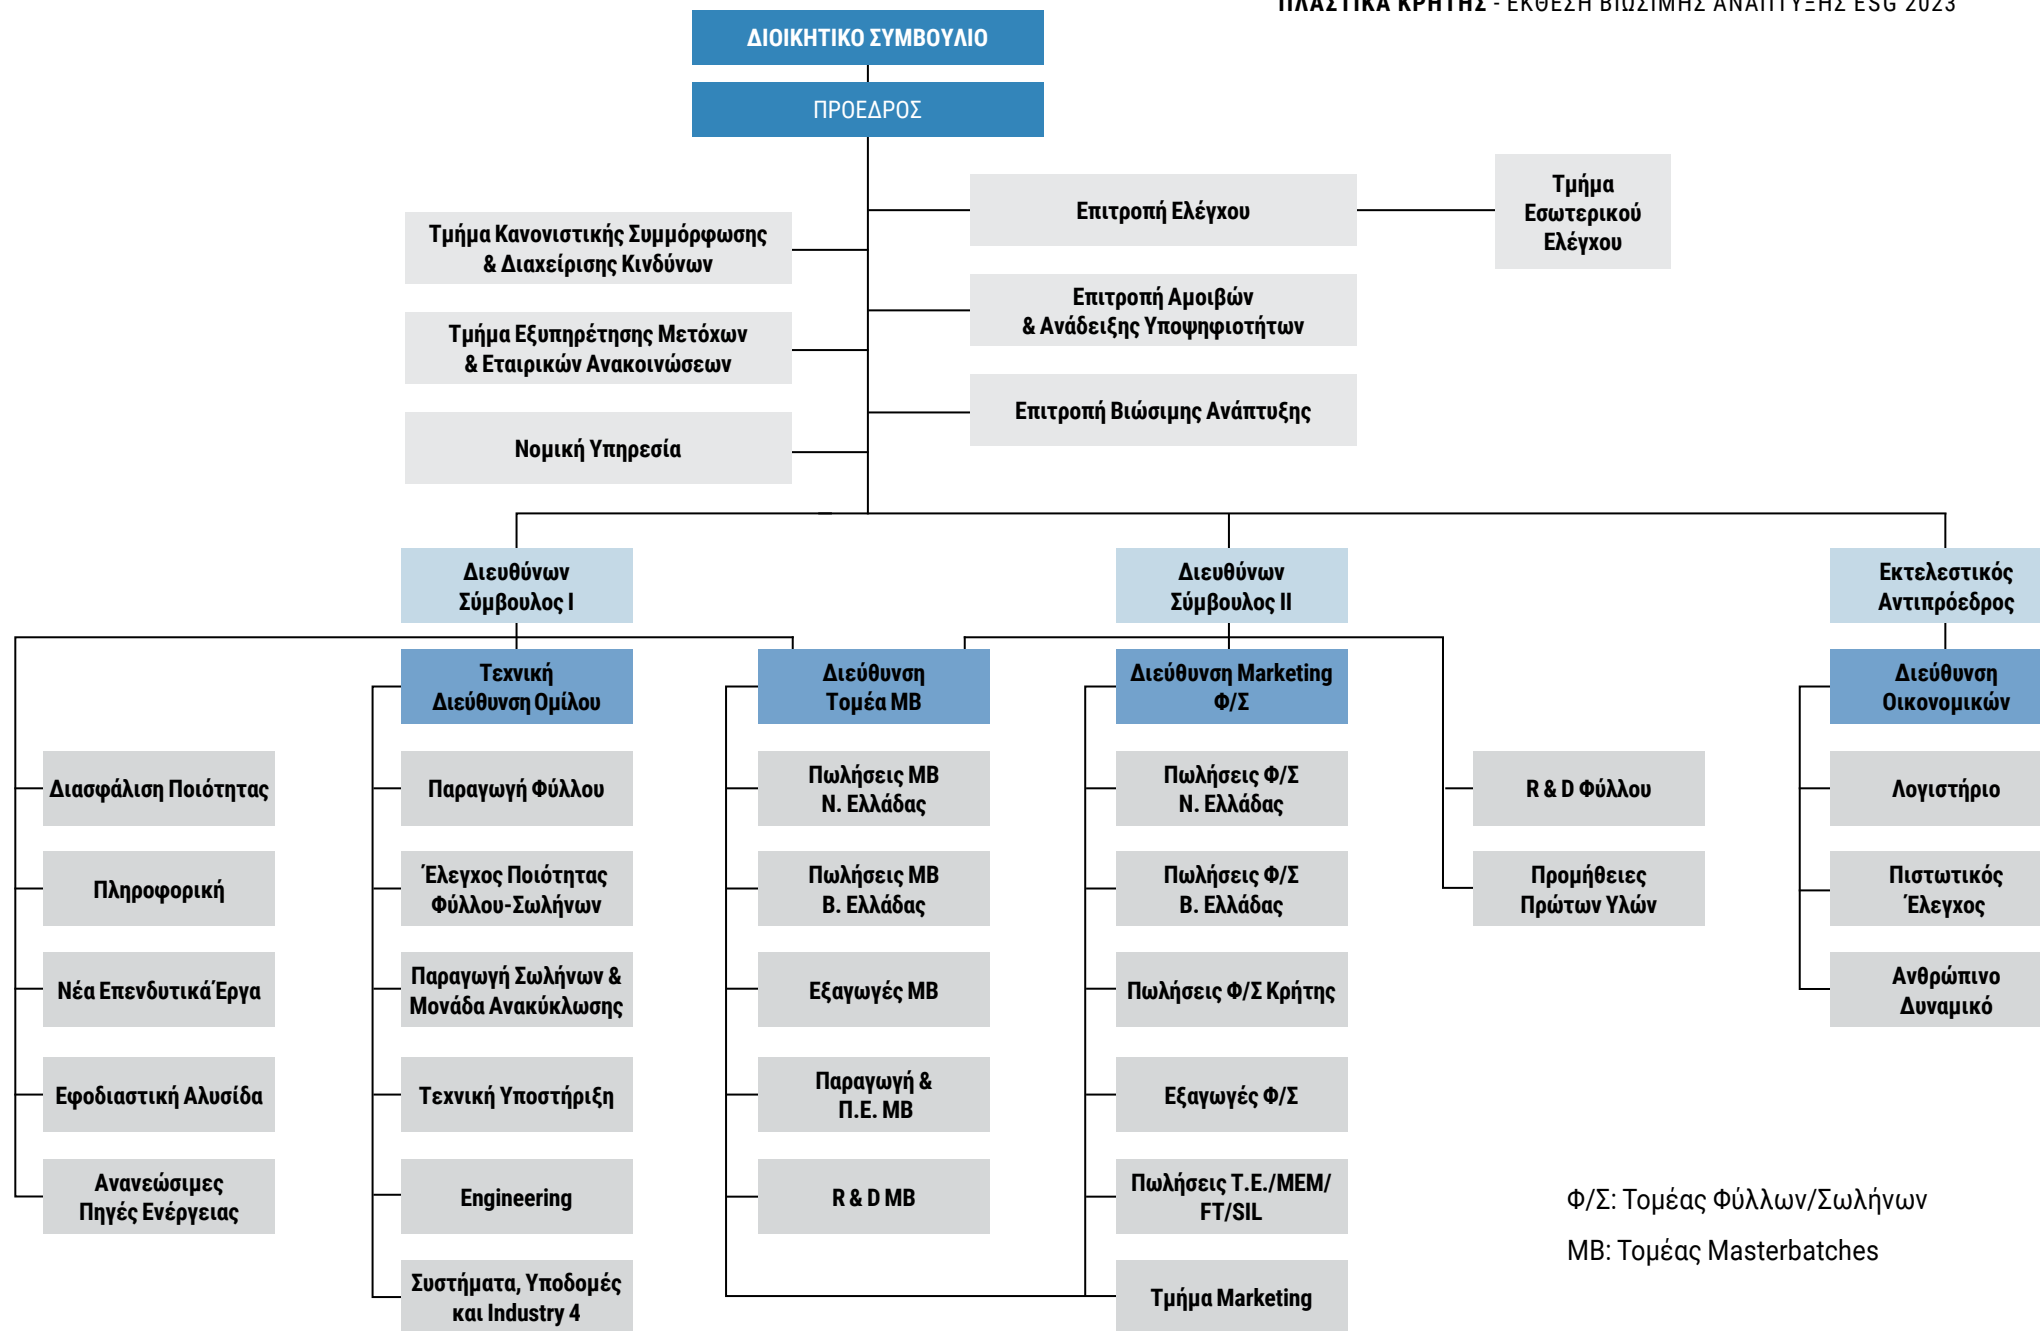 ΠΛΑΣΤΙΚΑ ΚΡΗΤΗΣ - ΕΚΘΕΣΗ ΒΙΩΣΙΜΗΣ ΑΝΑΠΤΥΞΗΣ ESG 2023
ΔΙΟΙΚΗΤΙΚΟ ΣΥΜΒΟΥΛΙΟ
ΠΡΟΕΔΡΟΣ
Επιτροπή Ελέγχου
Τμήμα
Εσωτερικού
Ελέγχου
Τμήμα Κανονιστικής Συμμόρφωσης
& Διαχείρισης Κινδύνων
Επιτροπή Αμοιβών
& Ανάδειξης Υποψηφιοτήτων
Τμήμα Εξυπηρέτησης Μετόχων
& Εταιρικών Ανακοινώσεων
Επιτροπή Βιώσιμης Ανάπτυξης
Νομική Υπηρεσία
Διευθύνων
Σύμβουλος I
Διευθύνων
Σύμβουλος II
Εκτελεστικός
Αντιπρόεδρος
Τεχνική
Διεύθυνση Ομίλου
Διεύθυνση
Τομέα MB
Διεύθυνση Marketing
Φ/Σ
Διεύθυνση
Οικονομικών
Διασφάλιση Ποιότητας
Παραγωγή Φύλλου
Πωλήσεις MB
Ν. Ελλάδας
Πωλήσεις Φ/Σ
Ν. Ελλάδας
R & D Φύλλου
Λογιστήριο
Πληροφορική
Έλεγχος Ποιότητας
Φύλλου-Σωλήνων
Πωλήσεις MB
Β. Ελλάδας
Πωλήσεις Φ/Σ
Β. Ελλάδας
Προμήθειες
Πρώτων Υλών
Πιστωτικός
Έλεγχος
Νέα Επενδυτικά Έργα
Παραγωγή Σωλήνων &
Μονάδα Ανακύκλωσης
Εξαγωγές MB
Πωλήσεις Φ/Σ Κρήτης
Ανθρώπινο
Δυναμικό
Εφοδιαστική Αλυσίδα
Τεχνική Υποστήριξη
Παραγωγή &
Π.Ε. MB
Εξαγωγές Φ/Σ
Ανανεώσιμες
Πηγές Ενέργειας
Engineering
R & D MB
Πωλήσεις Τ.Ε./MEM/
FT/SIL
Φ/Σ: Τομέας Φύλλων/Σωλήνων
MB: Τομέας Masterbatches
Συστήματα, Υποδομές
και Industry 4
Τμήμα Marketing